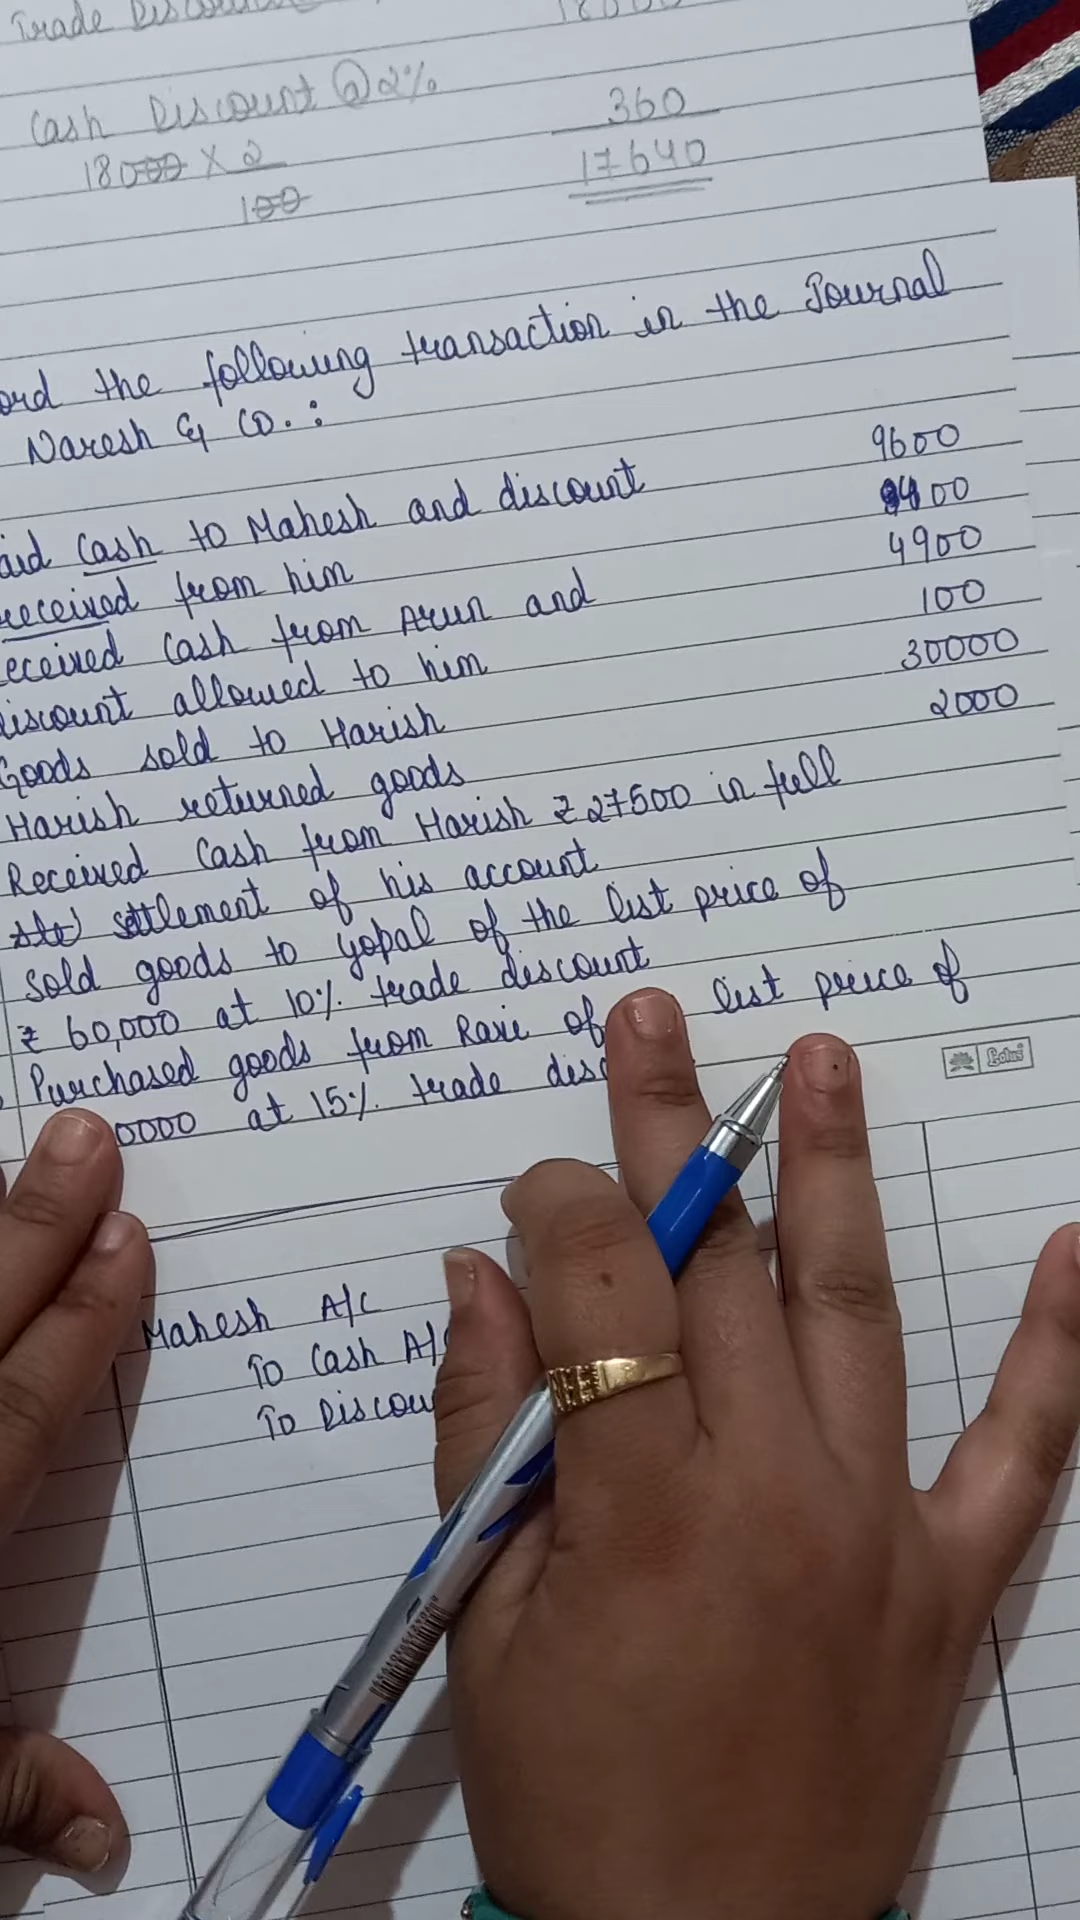 Trade Discount
Cash Discount @ 2% 360
18000 X 2 17640
100
ord the following transaction in the Journal
Naresh & CO. :
aid Cash to Mahesh and discount 9600
received from him 400
eceived Cash from Arun and 4900
iscount allowed to him 100
Goods sold to Harish 30000
Harish returned goods 2000
Received Cash from Harish ₹ 27500 in full
settlement of his account
Sold goods to Gopal of the list price of
₹ 60,000 at 10% trade discount
Purchased goods from Ravi of list price of
0000 at 15% trade disc
Lotus
Mahesh A/C
To Cash A/
To Discou